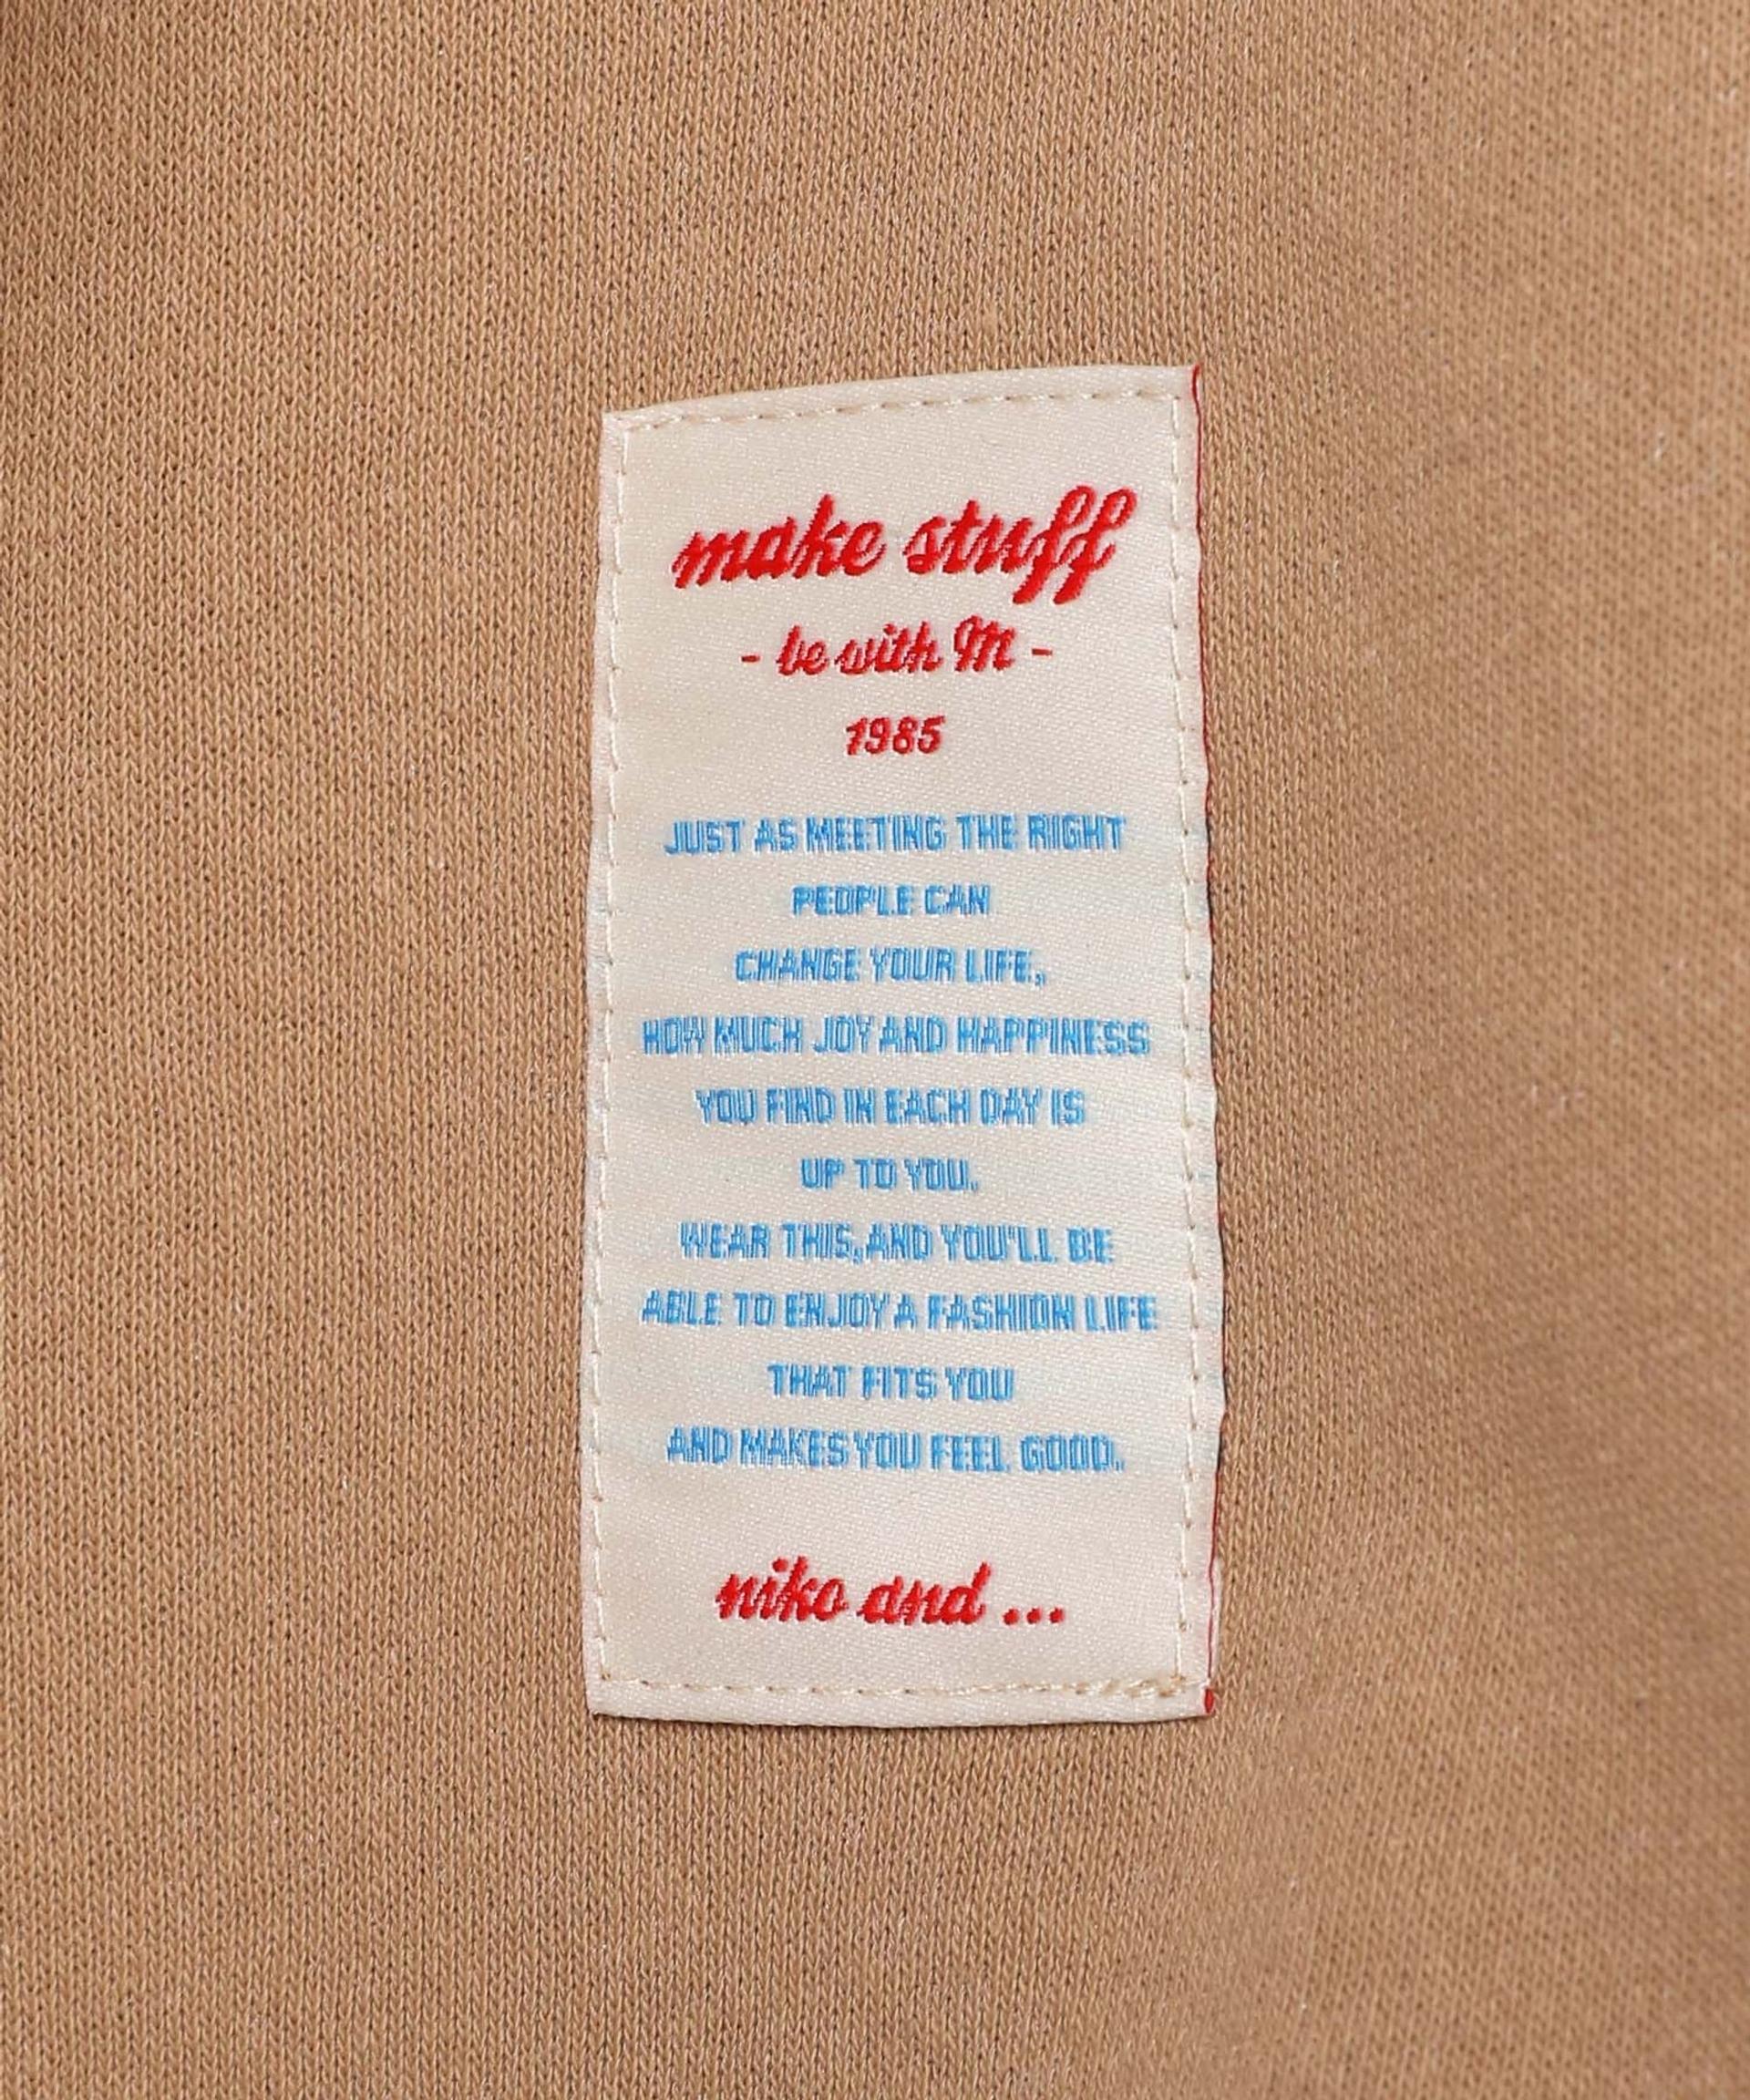 make stuff
- be with M -
1985
JUST AS MEETING THE RIGHT
PEOPLE CAN
CHANGE YOUR LIFE,
HOW MUCH JOY AND HAPPINESS
YOU FIND IN EACH DAY IS
UP TO YOU.
WEAR THIS, AND YOU'LL BE
ABLE TO ENJOY A FASHION LIFE
THAT FITS YOU
AND MAKES YOU FEEL GOOD.
niko and ...